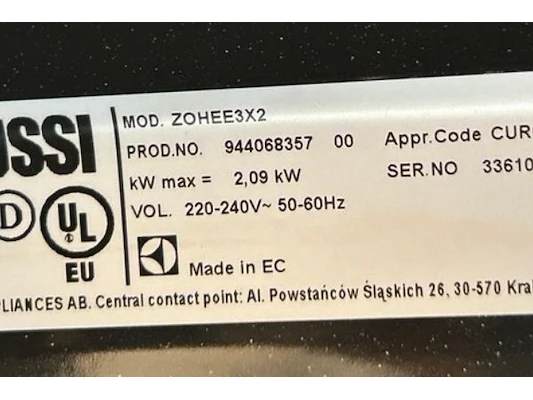 USSI
MOD. ZOHEE3X2
PROD.NO. 944068357 00 Appr.Code CUR
kW max = 2,09 kW SER.NO 33610
VOL. 220-240V~ 50-60Hz
D UL
EU
Made in EC
PLIANCES AB. Central contact point: Al. Powstańców Śląskich 26, 30-570 Kra